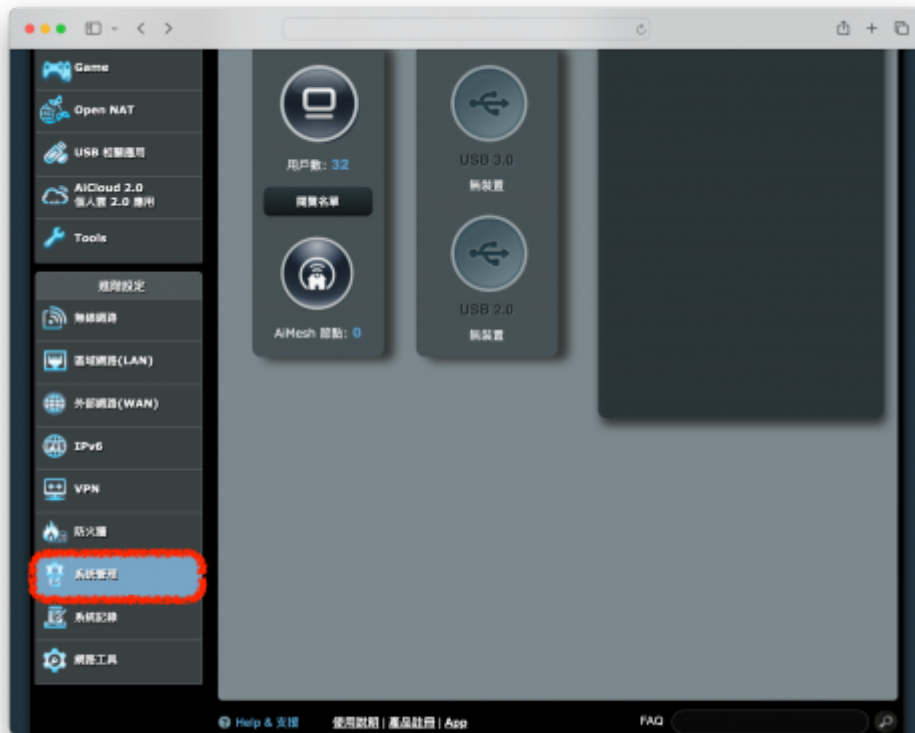 Game
Open NAT
USB 相關應用
AiCloud 2.0
個人雲 2.0 應用
Tools
進階設定
無線網路
區域網路(LAN)
外部網路(WAN)
IPv6
VPN
防火牆
系統管理
系統記錄
網路工具
用戶數: 32
閱覽名單
AiMesh 節點: 0
USB 3.0
無裝置
USB 2.0
無裝置
Help & 支援 使用說明 | 產品註冊 | App FAQ